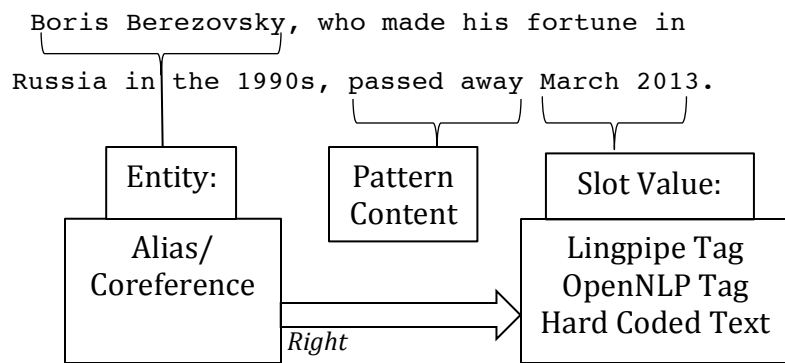 Boris Berezovsky, who made his fortune in
Russia in the 1990s, passed away March 2013.
Entity:
Alias/
Coreference
Pattern
Content
Slot Value:
Lingpipe Tag
OpenNLP Tag
Hard Coded Text
Right